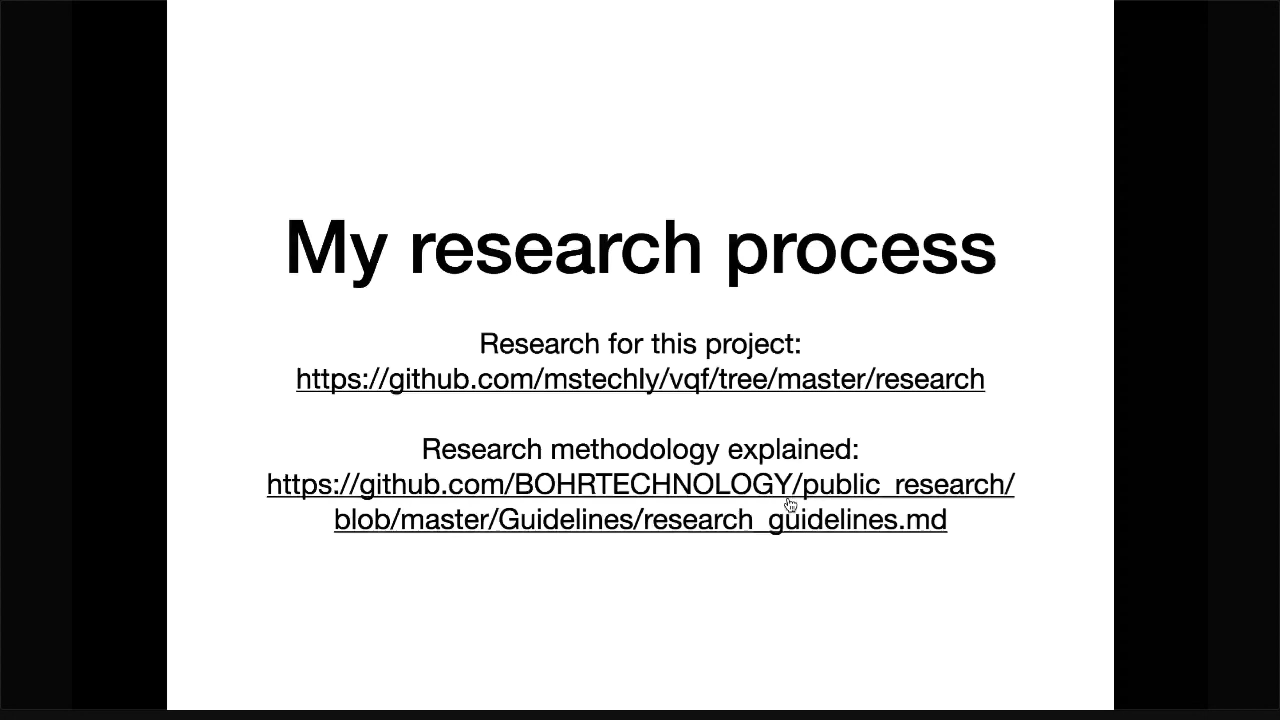 My research process
Research for this project:
https://github.com/mstechly/vqf/tree/master/research
Research methodology explained:
https://github.com/BOHRTECHNOLOGY/public_research/
blob/master/Guidelines/research_guidelines.md